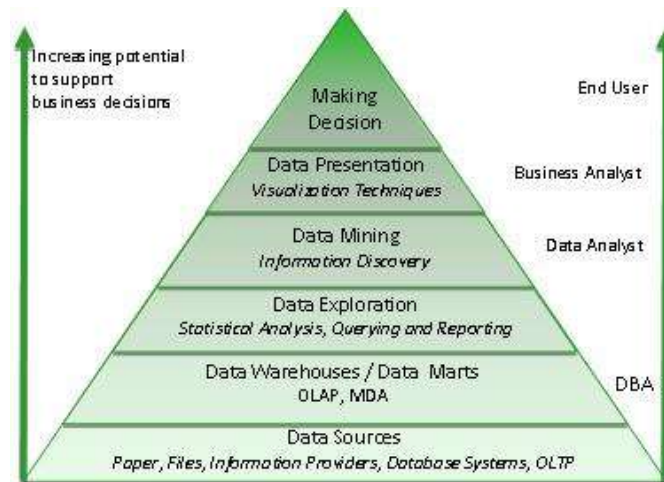 Increasing potential
to support
business decisions
Making
Decision
End User
Data Presentation
Visualization Techniques
Business Analyst
Data Mining
Information Discovery
Data Analyst
Data Exploration
Statistical Analysis, Querying and Reporting
Data Warehouses / Data Marts
OLAP, MDA
DBA
Data Sources
Paper, Files, Information Providers, Database Systems, OLTP